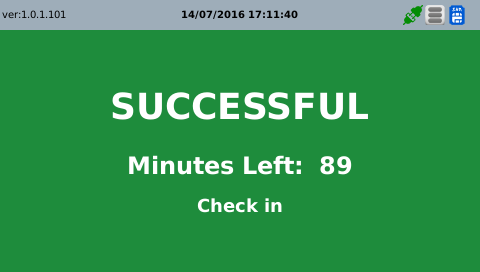 ver:1.0.1.101 14/07/2016 17:11:40
SUCCESSFUL
Minutes Left: 89
Check in